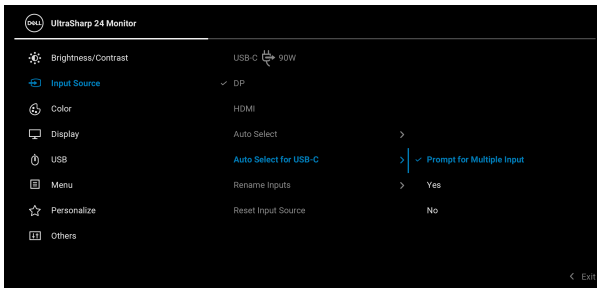 DELL UltraSharp 24 Monitor
Brightness/Contrast
Input Source
Color
Display
USB
Menu
Personalize
Others
USB-C 90W
DP
HDMI
Auto Select
Auto Select for USB-C
Rename Inputs
Reset Input Source
Prompt for Multiple Input
Yes
No
Exit